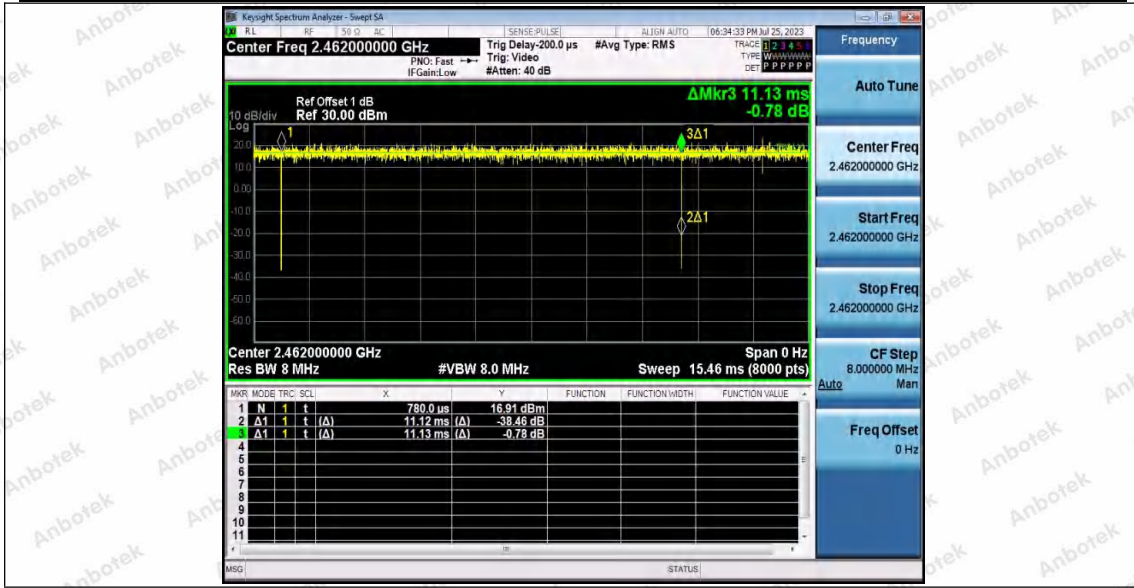 Keysight Spectrum Analyzer - Swept SA
RL RF 50 Ω AC SENSE:PULSE ALIGN AUTO 06:34:33 PM Jul 25, 2023
Center Freq 2.462000000 GHz
PNO: Fast
IFGain:Low
Trig Delay-200.0 µs
Trig: Video
#Atten: 40 dB
#Avg Type: RMS
TRACE 1 2 3 4 5 6
TYPE W
DET P P P P P P
Frequency
Auto Tune
Center Freq
2.462000000 GHz
Start Freq
2.462000000 GHz
Stop Freq
2.462000000 GHz
CF Step
8.000000 MHz
Auto Man
Freq Offset
0 Hz
ΔMkr3 11.13 ms
-0.78 dB
Ref Offset 1 dB
10 dB/div Ref 30.00 dBm
Log
20.0
10.0
0.00
-10.0
-20.0
-30.0
-40.0
-50.0
-60.0
1
3Δ1
2Δ1
Center 2.462000000 GHz Span 0 Hz
Res BW 8 MHz #VBW 8.0 MHz Sweep 15.46 ms (8000 pts)
MKR MODE TRC SCL X Y FUNCTION FUNCTION WIDTH FUNCTION VALUE
1 N 1 t 780.0 µs 16.91 dBm
2 Δ1 1 t (Δ) 11.12 ms (Δ) -38.46 dB
3 Δ1 1 t (Δ) 11.13 ms (Δ) -0.78 dB
4
5
6
7
8
9
10
11
MSG STATUS
Anbotek